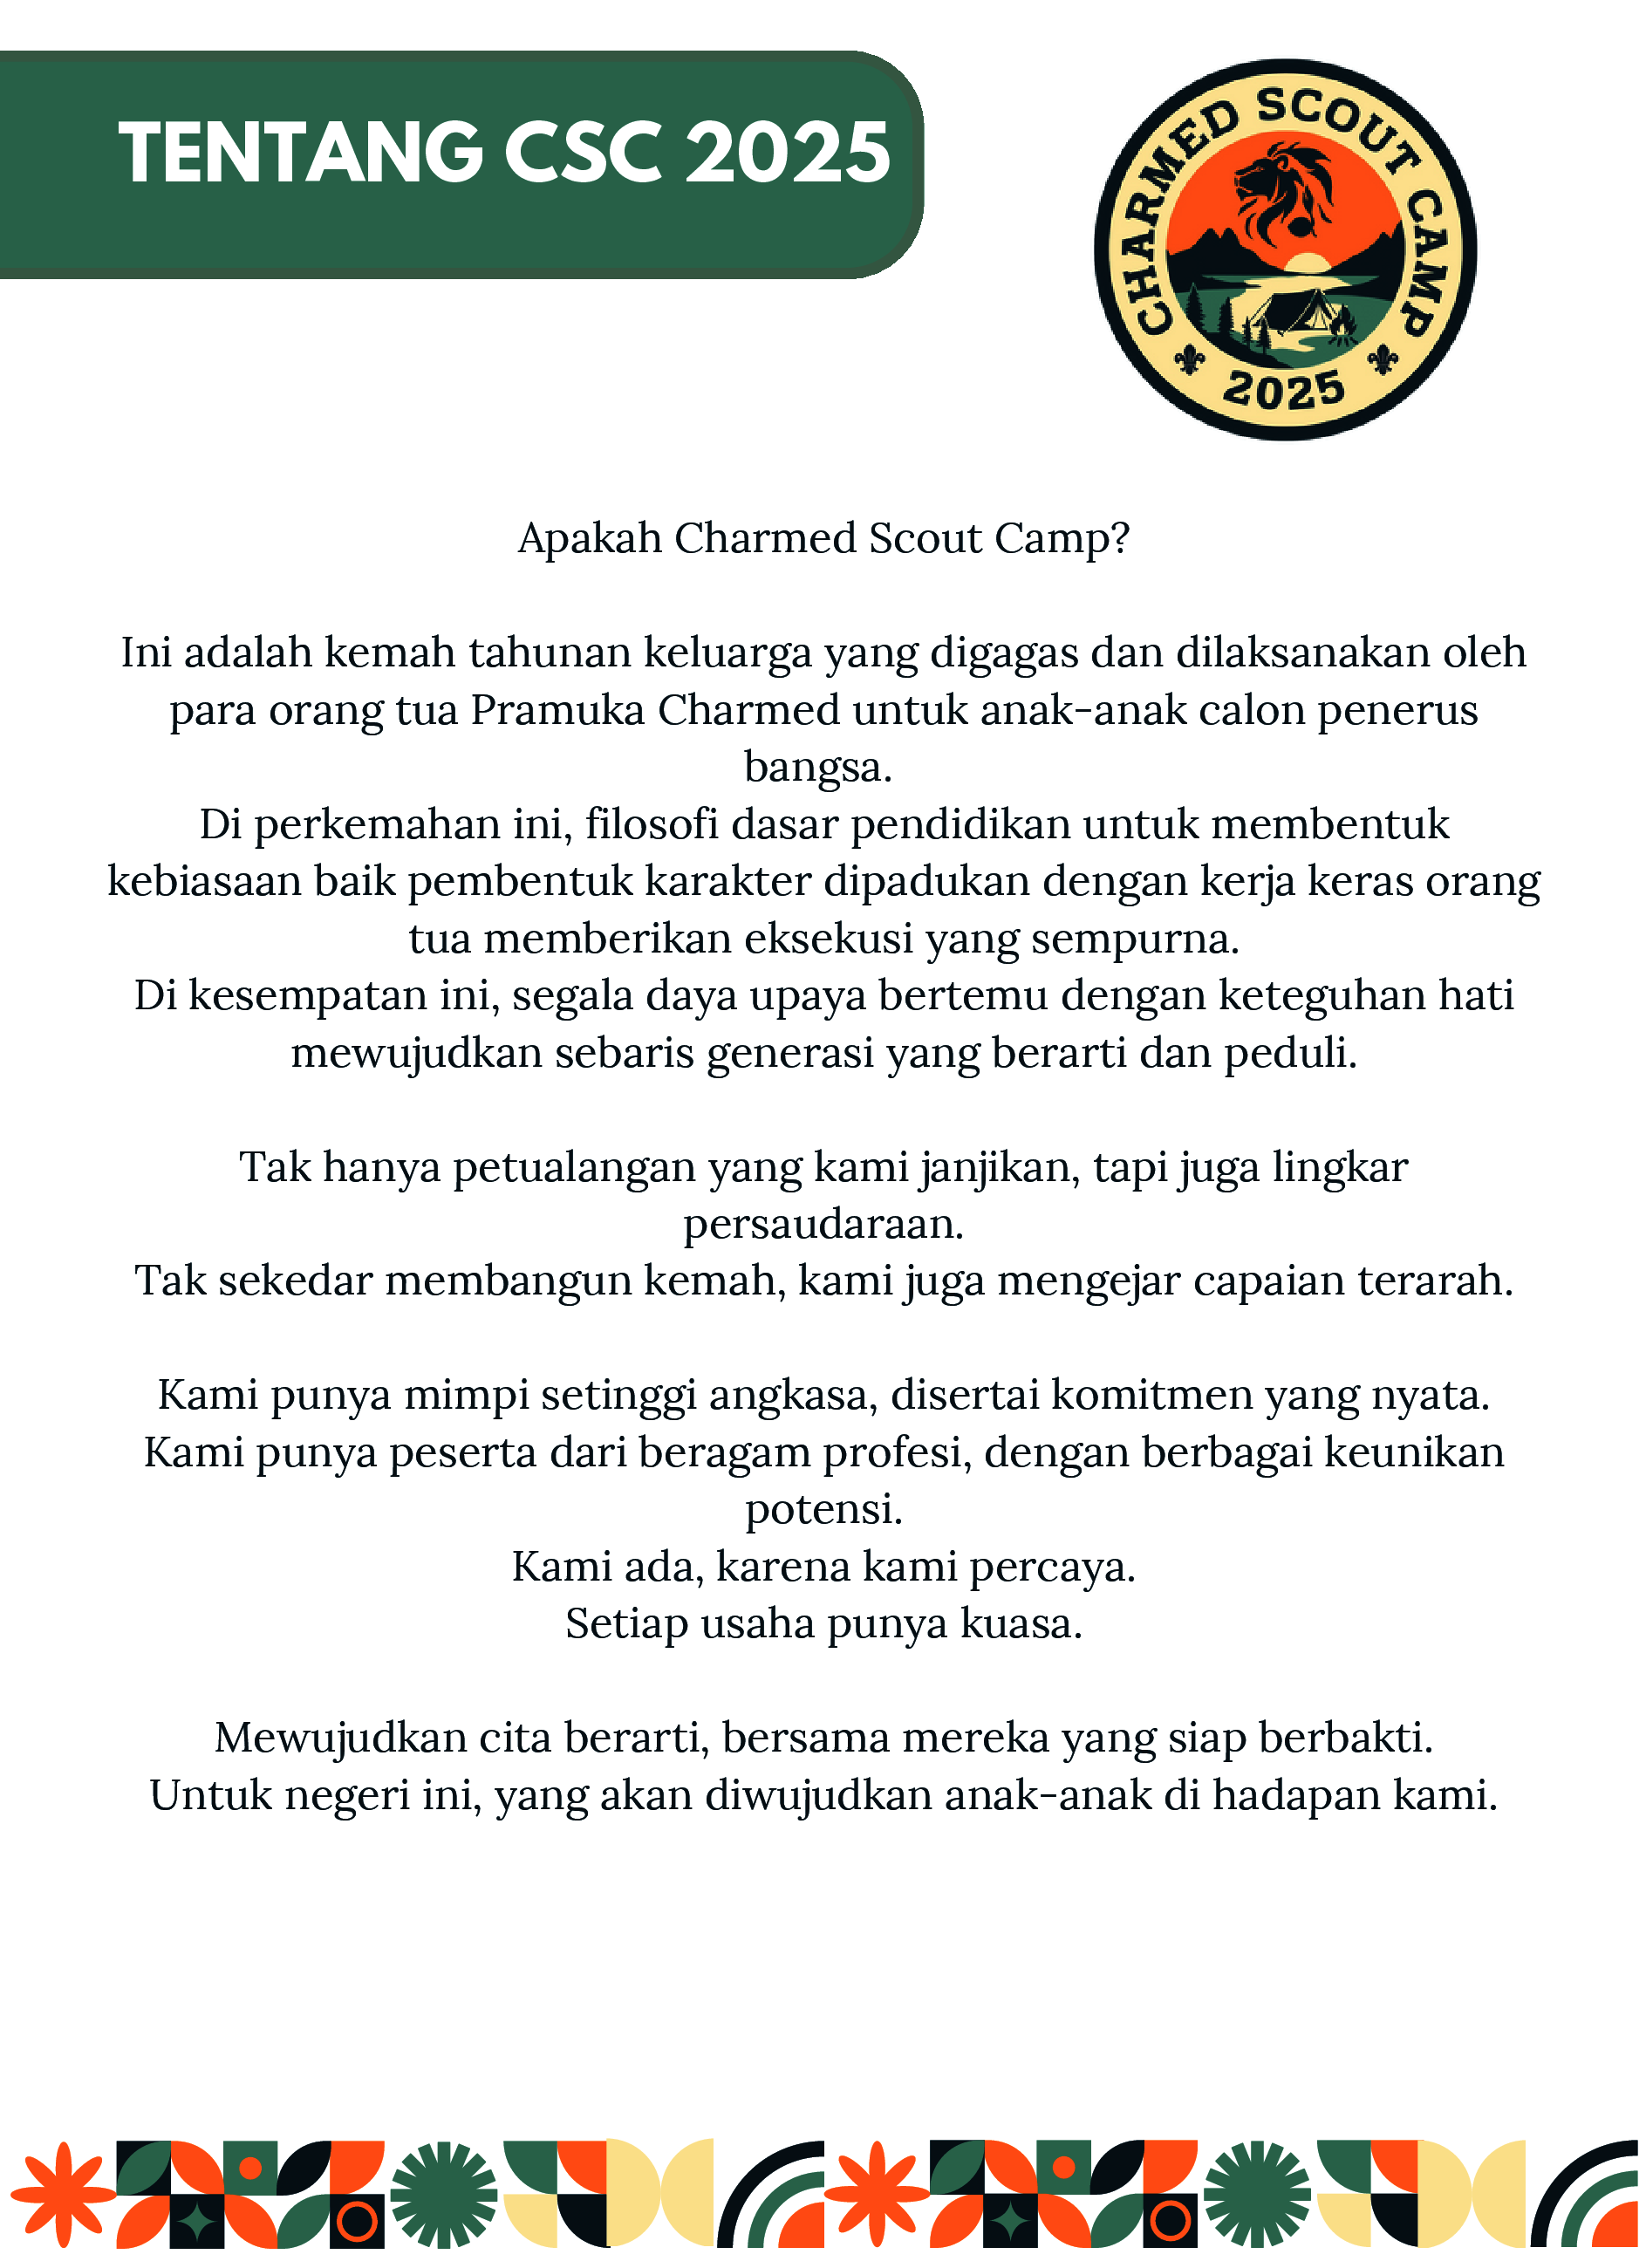 TENTANG CSC 2025
CHARMED SCOUT CAMP
2025
Apakah Charmed Scout Camp?
Ini adalah kemah tahunan keluarga yang digagas dan dilaksanakan oleh
para orang tua Pramuka Charmed untuk anak-anak calon penerus
bangsa.
Di perkemahan ini, filosofi dasar pendidikan untuk membentuk
kebiasaan baik pembentuk karakter dipadukan dengan kerja keras orang
tua memberikan eksekusi yang sempurna.
Di kesempatan ini, segala daya upaya bertemu dengan keteguhan hati
mewujudkan sebaris generasi yang berarti dan peduli.
Tak hanya petualangan yang kami janjikan, tapi juga lingkar
persaudaraan.
Tak sekedar membangun kemah, kami juga mengejar capaian terarah.
Kami punya mimpi setinggi angkasa, disertai komitmen yang nyata.
Kami punya peserta dari beragam profesi, dengan berbagai keunikan
potensi.
Kami ada, karena kami percaya.
Setiap usaha punya kuasa.
Mewujudkan cita berarti, bersama mereka yang siap berbakti.
Untuk negeri ini, yang akan diwujudkan anak-anak di hadapan kami.